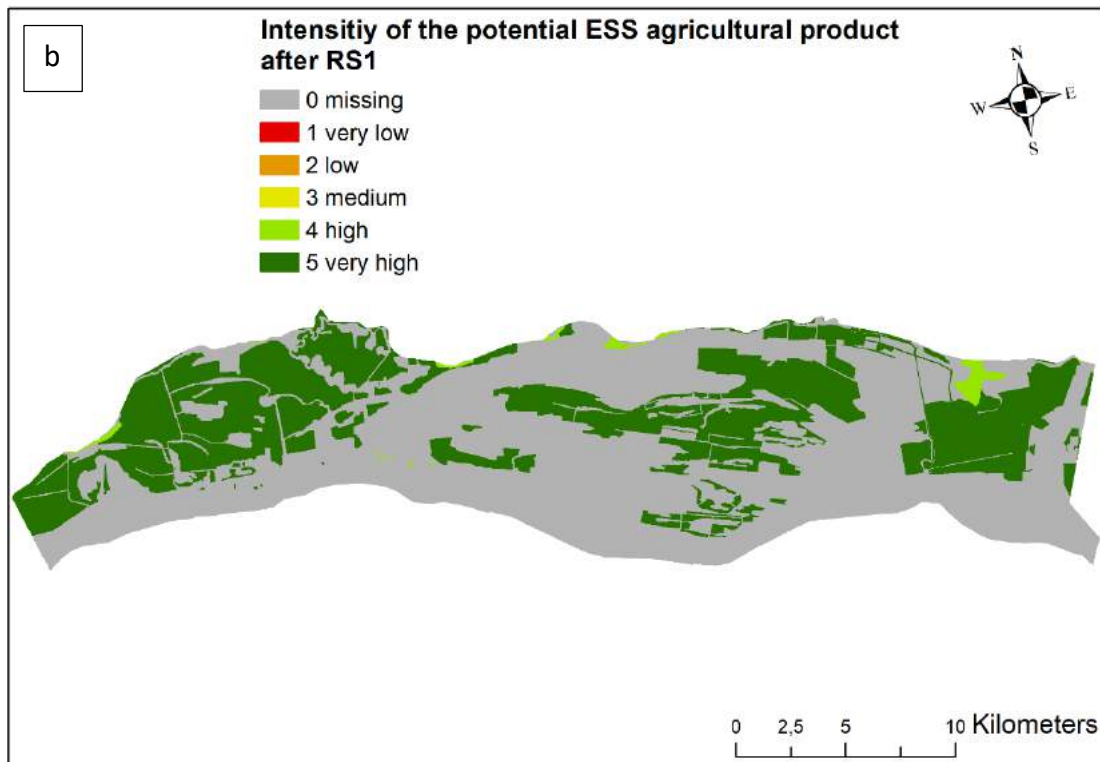 b
Intensitiy of the potential ESS agricultural product
after RS1
0 missing
1 very low
2 low
3 medium
4 high
5 very high
N
W E
S
0 2,5 5 10 Kilometers